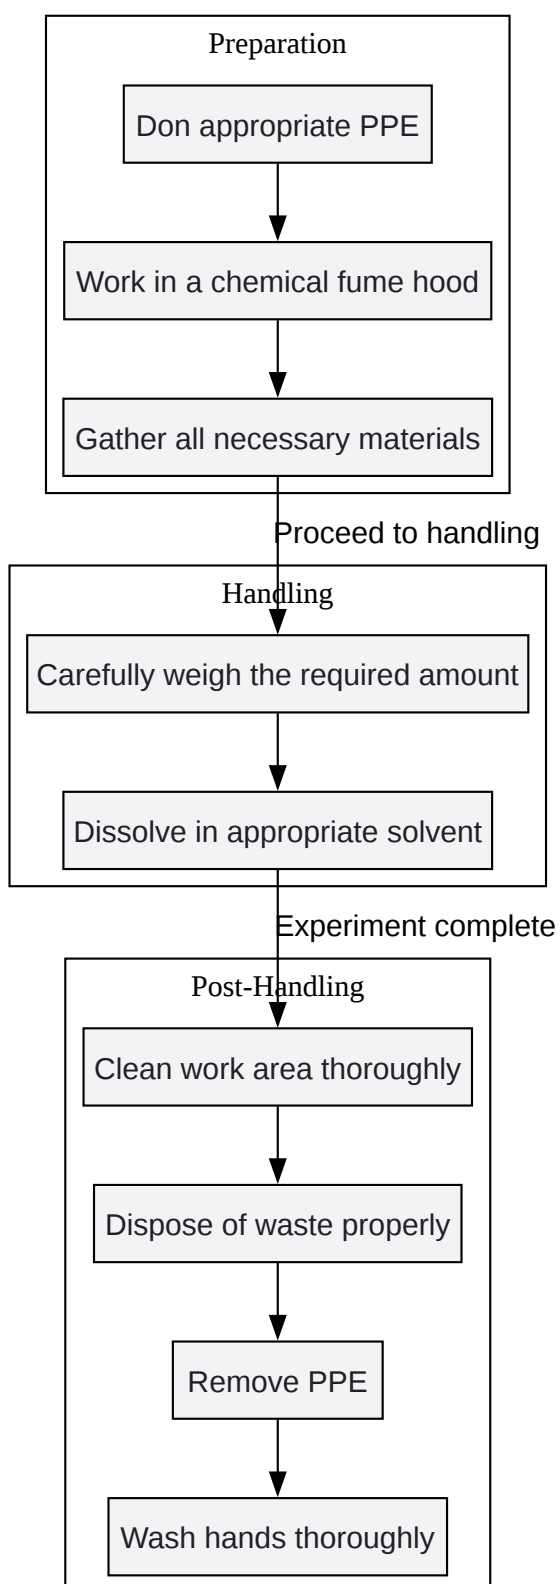 Preparation
Don appropriate PPE
Work in a chemical fume hood
Gather all necessary materials
Proceed to handling
Handling
Carefully weigh the required amount
Dissolve in appropriate solvent
Experiment complete
Post-Handling
Clean work area thoroughly
Dispose of waste properly
Remove PPE
Wash hands thoroughly